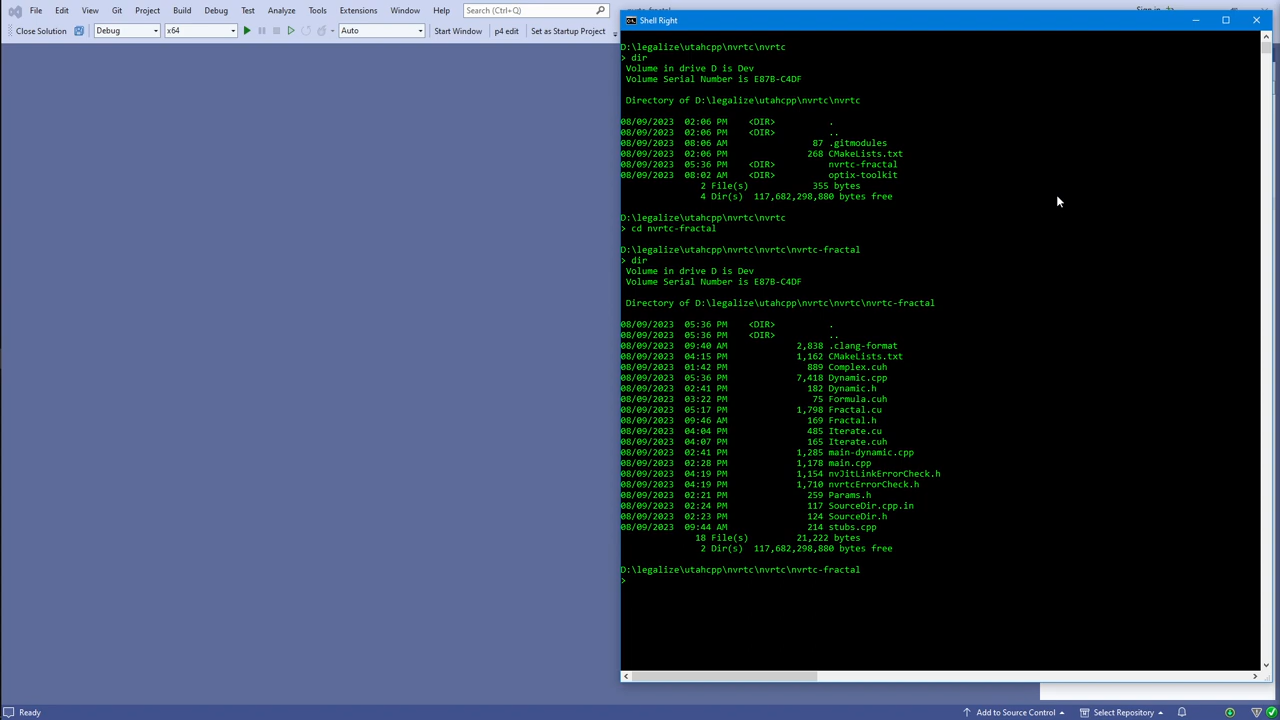 File Edit View Git Project Build Debug Test Analyze Tools Extensions Window Help Search (Ctrl+Q)
Close Solution Debug x64 Auto Start Window p4 edit Set as Startup Project
Shell Right
D:\legalize\utahcpp\nvrtc\nvrtc
> dir
Volume in drive D is Dev
Volume Serial Number is E87B-C4DF
Directory of D:\legalize\utahcpp\nvrtc\nvrtc
08/09/2023 02:06 PM <DIR> .
08/09/2023 02:06 PM <DIR> ..
08/09/2023 08:06 AM 87 .gitmodules
08/09/2023 02:06 PM 268 CMakeLists.txt
08/09/2023 05:36 PM <DIR> nvrtc-fractal
08/09/2023 08:02 AM <DIR> optix-toolkit
2 File(s) 355 bytes
4 Dir(s) 117,682,298,880 bytes free
D:\legalize\utahcpp\nvrtc\nvrtc
> cd nvrtc-fractal
D:\legalize\utahcpp\nvrtc\nvrtc\nvrtc-fractal
> dir
Volume in drive D is Dev
Volume Serial Number is E87B-C4DF
Directory of D:\legalize\utahcpp\nvrtc\nvrtc\nvrtc-fractal
08/09/2023 05:36 PM <DIR> .
08/09/2023 05:36 PM <DIR> ..
08/09/2023 09:40 AM 2,838 .clang-format
08/09/2023 04:15 PM 1,162 CMakeLists.txt
08/09/2023 01:42 PM 889 Complex.cuh
08/09/2023 05:36 PM 7,418 Dynamic.cpp
08/09/2023 02:41 PM 182 Dynamic.h
08/09/2023 03:22 PM 75 Formula.cuh
08/09/2023 05:17 PM 1,798 Fractal.cu
08/09/2023 09:46 AM 169 Fractal.h
08/09/2023 04:04 PM 485 Iterate.cu
08/09/2023 04:07 PM 165 Iterate.cuh
08/09/2023 02:41 PM 1,285 main-dynamic.cpp
08/09/2023 02:28 PM 1,178 main.cpp
08/09/2023 04:19 PM 1,154 nvJitLinkErrorCheck.h
08/09/2023 04:19 PM 1,710 nvrtcErrorCheck.h
08/09/2023 02:21 PM 259 Params.h
08/09/2023 02:24 PM 117 SourceDir.cpp.in
08/09/2023 02:23 PM 124 SourceDir.h
08/09/2023 09:44 AM 214 stubs.cpp
18 File(s) 21,222 bytes
2 Dir(s) 117,682,298,880 bytes free
D:\legalize\utahcpp\nvrtc\nvrtc\nvrtc-fractal
>
Ready Add to Source Control Select Repository